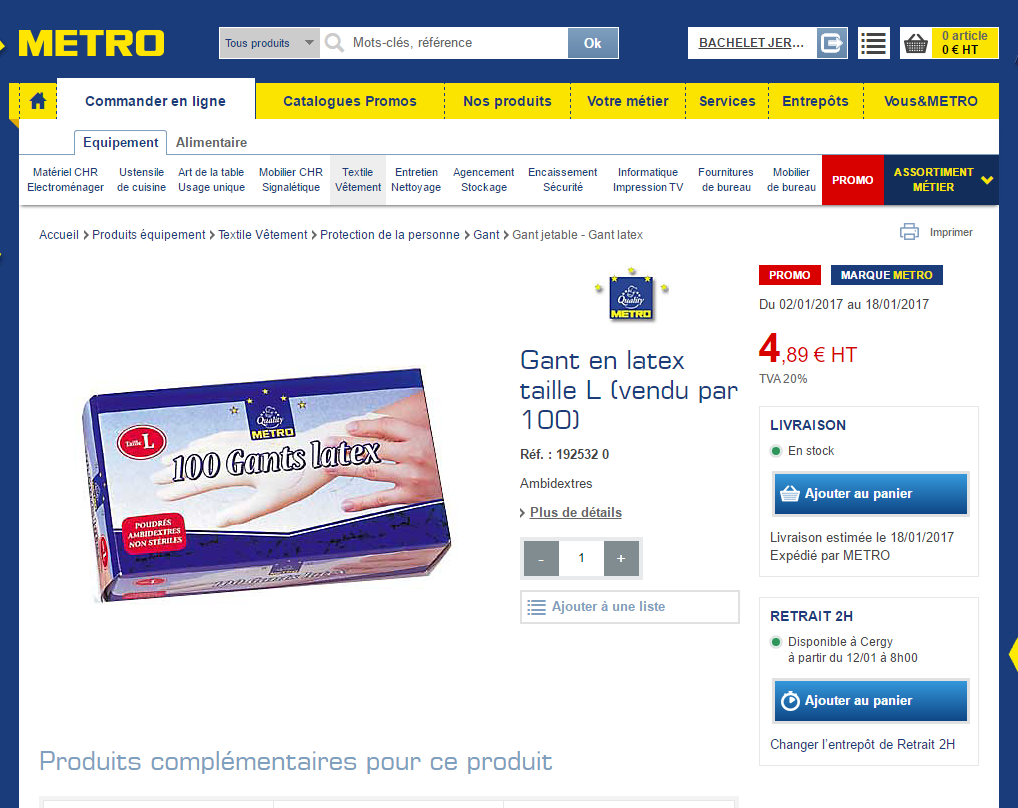 METRO
Tous produits
Mots-clés, référence
Ok
BACHELET JER...
0 article
0 € HT
Commander en ligne
Catalogues Promos
Nos produits
Votre métier
Services
Entrepôts
Vous&METRO
Equipement
Alimentaire
Matériel CHR
Electroménager
Ustensile
de cuisine
Art de la table
Usage unique
Mobilier CHR
Signalétique
Textile
Vêtement
Entretien
Nettoyage
Agencement
Stockage
Encaissement
Sécurité
Informatique
Impression TV
Fournitures
de bureau
Mobilier
de bureau
PROMO
ASSORTIMENT
MÉTIER
Accueil > Produits équipement > Textile Vêtement > Protection de la personne > Gant > Gant jetable - Gant latex
Imprimer
Quality
METRO
Quality
METRO
Taille L
100 Gants latex
POUDRÉS
AMBIDEXTRES
NON STÉRILES
100 Gants latex
Gant en latex
taille L (vendu par
100)
Réf. : 192532 0
Ambidextres
> Plus de détails
- 1 +
Ajouter à une liste
PROMO
MARQUE METRO
Du 02/01/2017 au 18/01/2017
4,89 € HT
TVA 20%
LIVRAISON
En stock
Ajouter au panier
Livraison estimée le 18/01/2017
Expédié par METRO
RETRAIT 2H
Disponible à Cergy
à partir du 12/01 à 8h00
Ajouter au panier
Changer l'entrepôt de Retrait 2H
Produits complémentaires pour ce produit